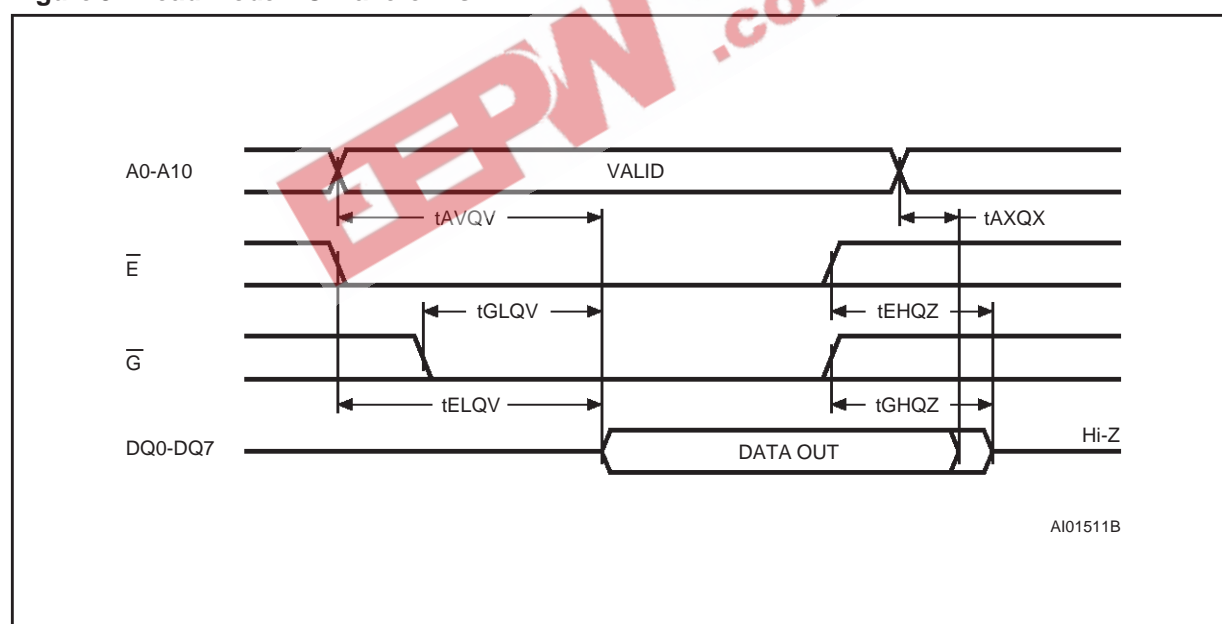 A0-A10
VALID
tAVQV
tAXQX
E
tGLQV
tEHQZ
G
tELQV
tGHQZ
DQ0-DQ7
DATA OUT
Hi-Z
AI01511B
EEPW
.co